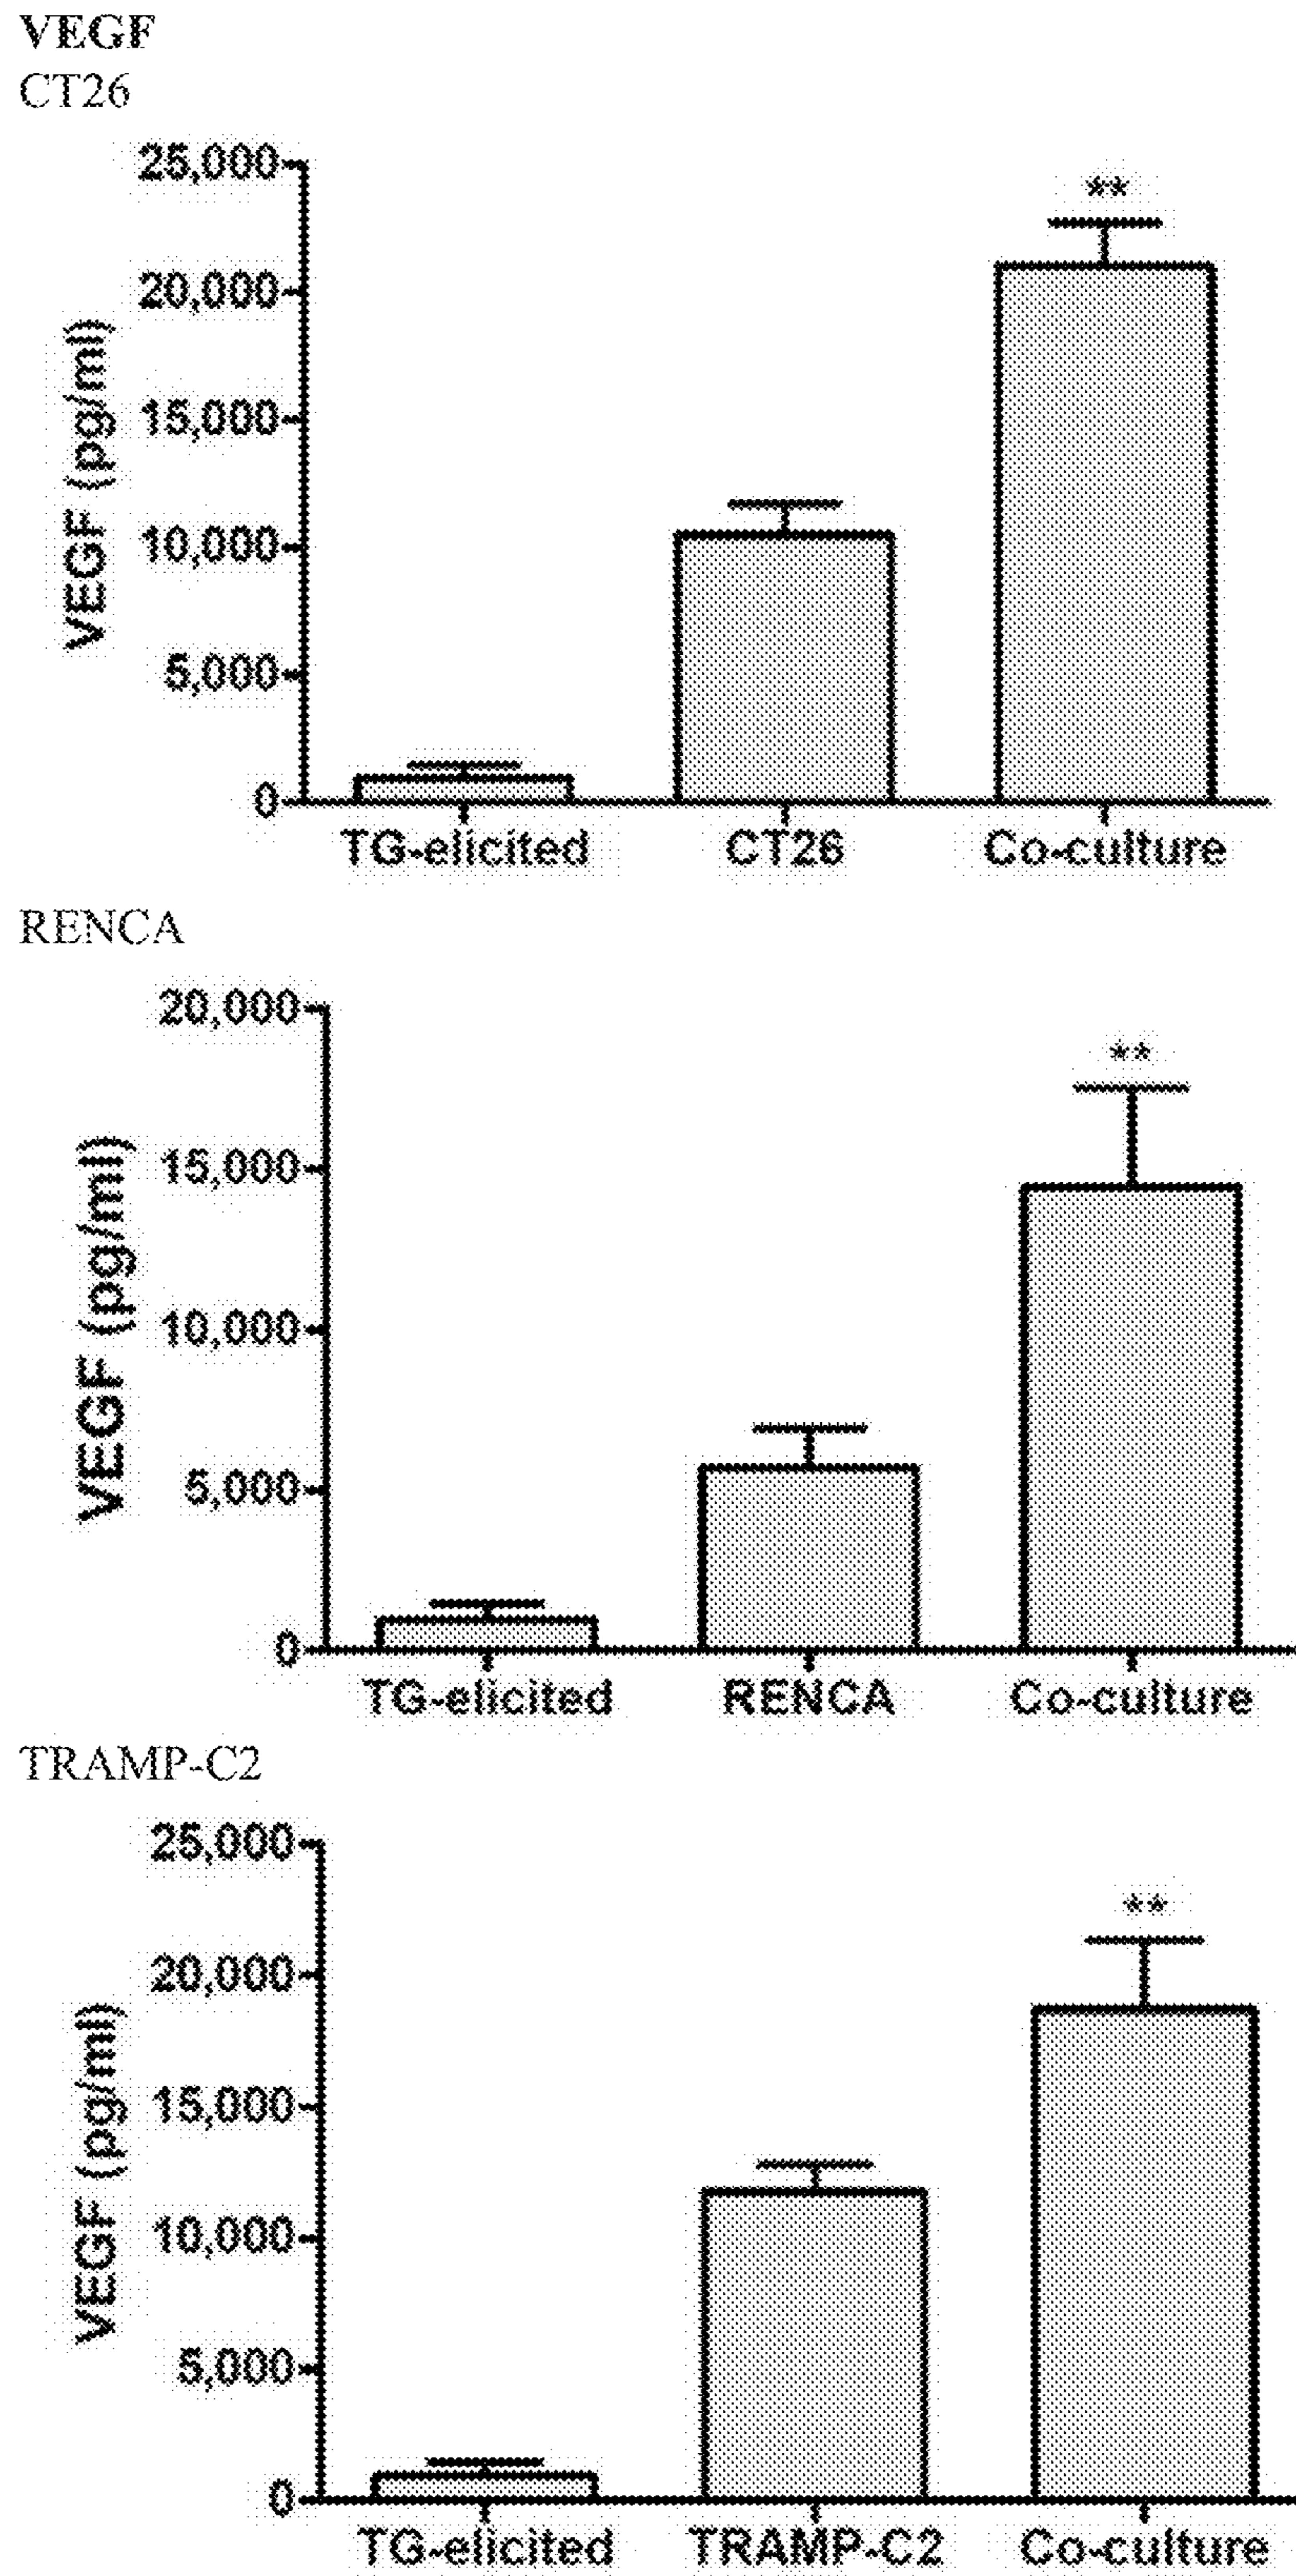 VEGF
CT26
25,000
20,000
15,000
10,000
5,000
0
VEGF (pg/ml)
**
TG-elicited CT26 Co-culture
RENCA
20,000
15,000
10,000
5,000
0
VEGF (pg/ml)
**
TG-elicited RENCA Co-culture
TRAMP-C2
25,000
20,000
15,000
10,000
5,000
0
VEGF (pg/ml)
**
TG-elicited TRAMP-C2 Co-culture